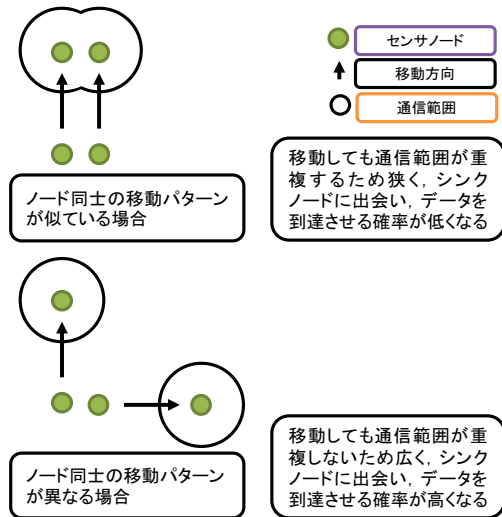 センサノード
移動方向
通信範囲
ノード同士の移動パターン
が似ている場合
移動しても通信範囲が重
複するため狭く, シンク
ノードに出会い, データを
到達させる確率が低くなる
ノード同士の移動パターン
が異なる場合
移動しても通信範囲が重
複しないため広く, シンク
ノードに出会い, データを
到達させる確率が高くなる